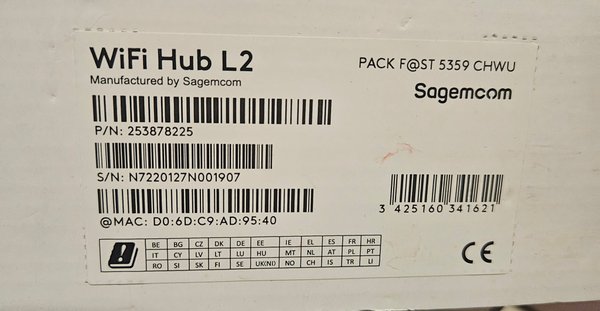 WiFi Hub L2
Manufactured by Sagemcom
PACK F@ST 5359 CHWU
Sagemcom
P/N: 253878225
S/N: N7220127N001907
@MAC: D0:6D:C9:AD:95:40
3 425160 341621
BE BG CZ DK DE EE IE EL ES FR HR
IT CY LV LT LU HU MT NL AT PL PT
RO SI SK FI SE UK(NI) NO CH IS TR LI
CE